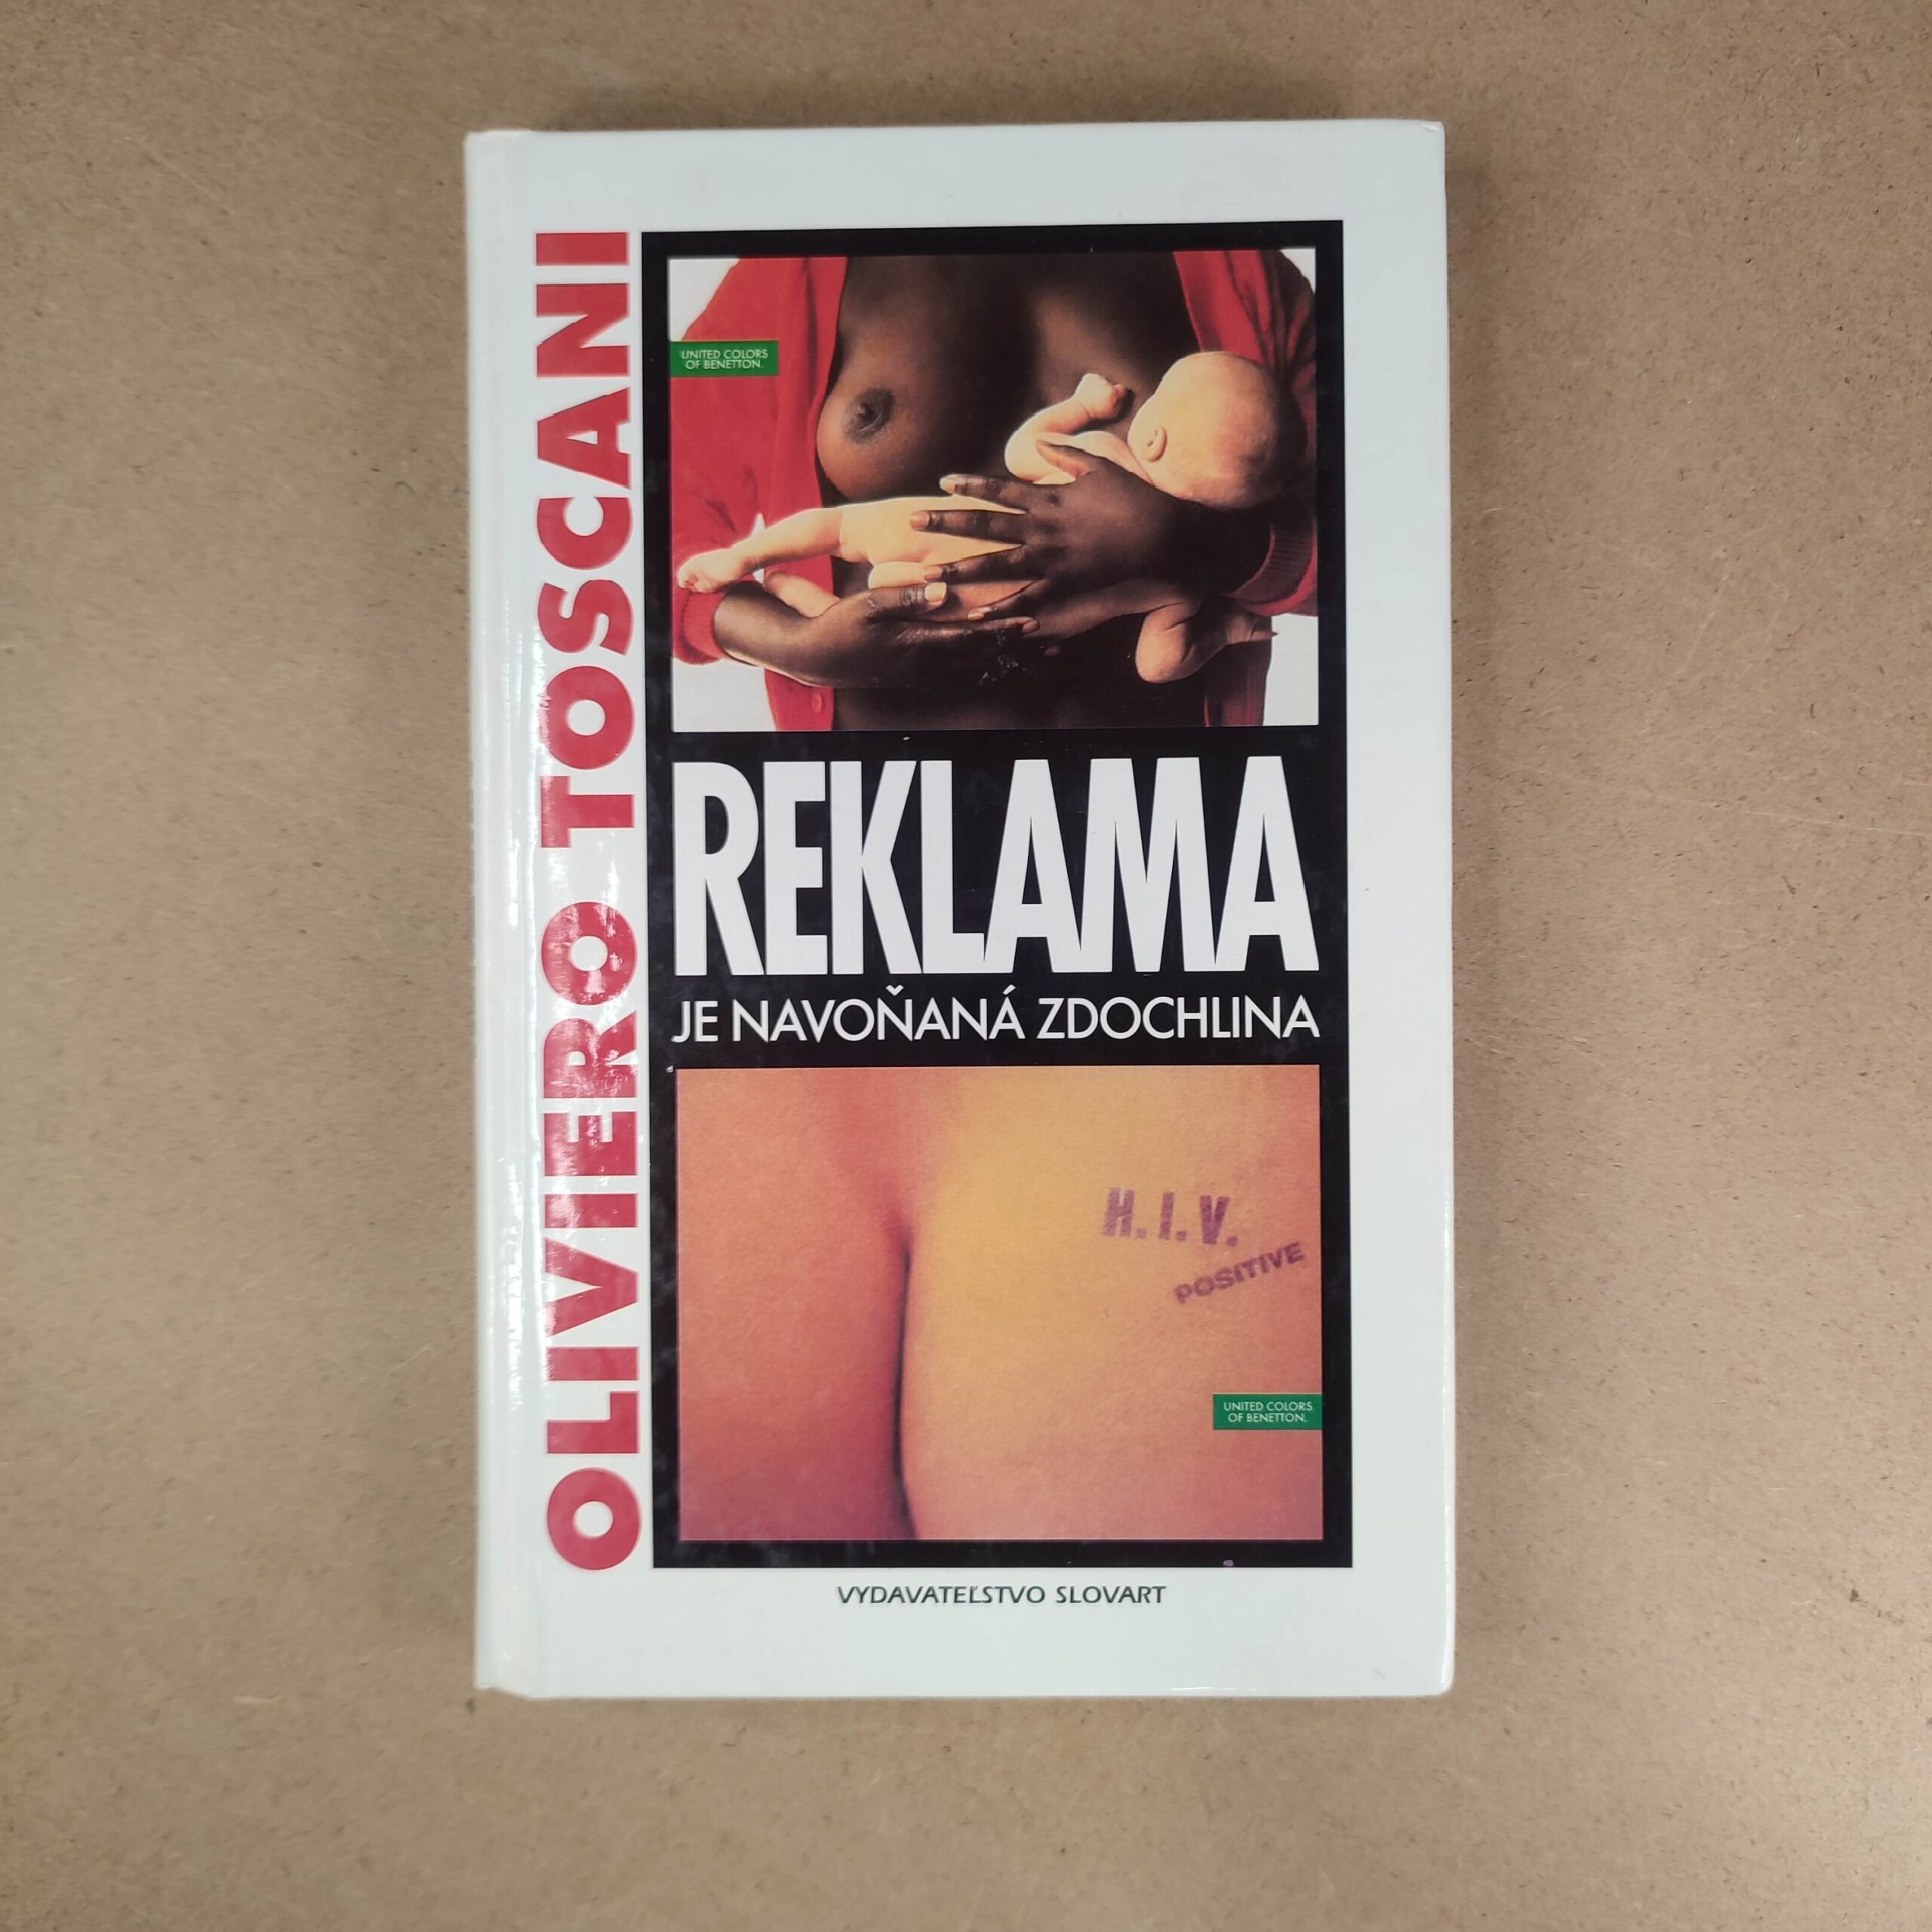 OLIVIERO TOSCANI
UNITED COLORS
OF BENETTON.
REKLAMA
JE NAVOŇANÁ ZDOCHLINA
H.I.V.
POSITIVE
UNITED COLORS
OF BENETTON.
VYDAVATEĽSTVO SLOVART